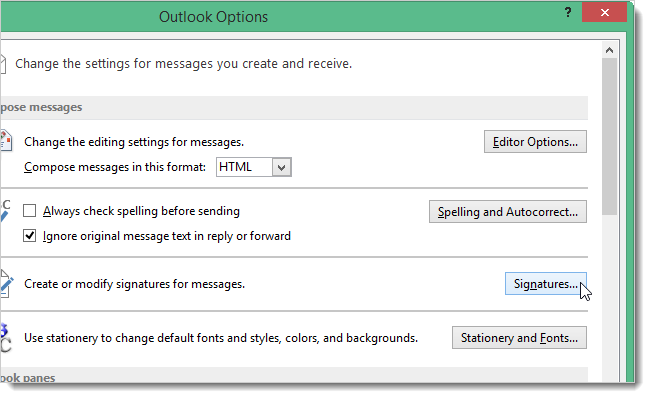 Outlook Options
?
Change the settings for messages you create and receive.
pose messages
Change the editing settings for messages.
Editor Options...
Compose messages in this format: HTML
C
Always check spelling before sending
Spelling and Autocorrect...
Ignore original message text in reply or forward
Create or modify signatures for messages.
Signatures...
Use stationery to change default fonts and styles, colors, and backgrounds.
Stationery and Fonts...
C
ook panes